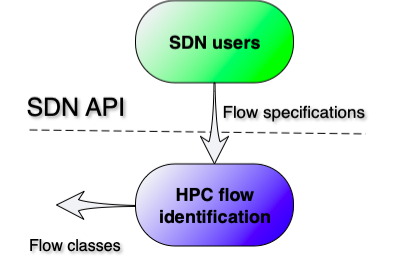 SDN users
SDN API
Flow specifications
HPC flow
identification
Flow classes